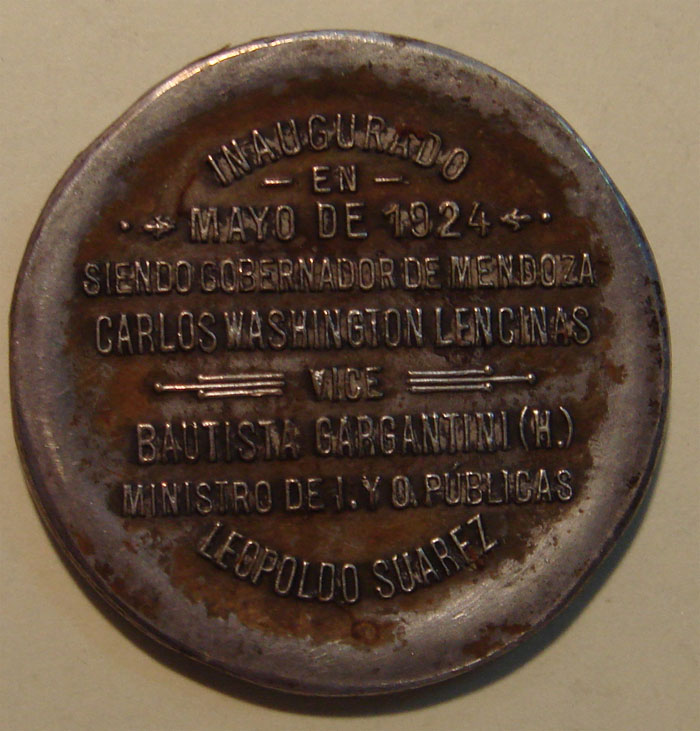 INAUGURADO
— EN —
MAYO DE 1924
SIENDO GOBERNADOR DE MENDOZA
CARLOS WASHINGTON LENCINAS
VICE
BAUTISTA GARGANTINI (H.)
MINISTRO DE I. Y O. PÚBLICAS
LEOPOLDO SUAREZ